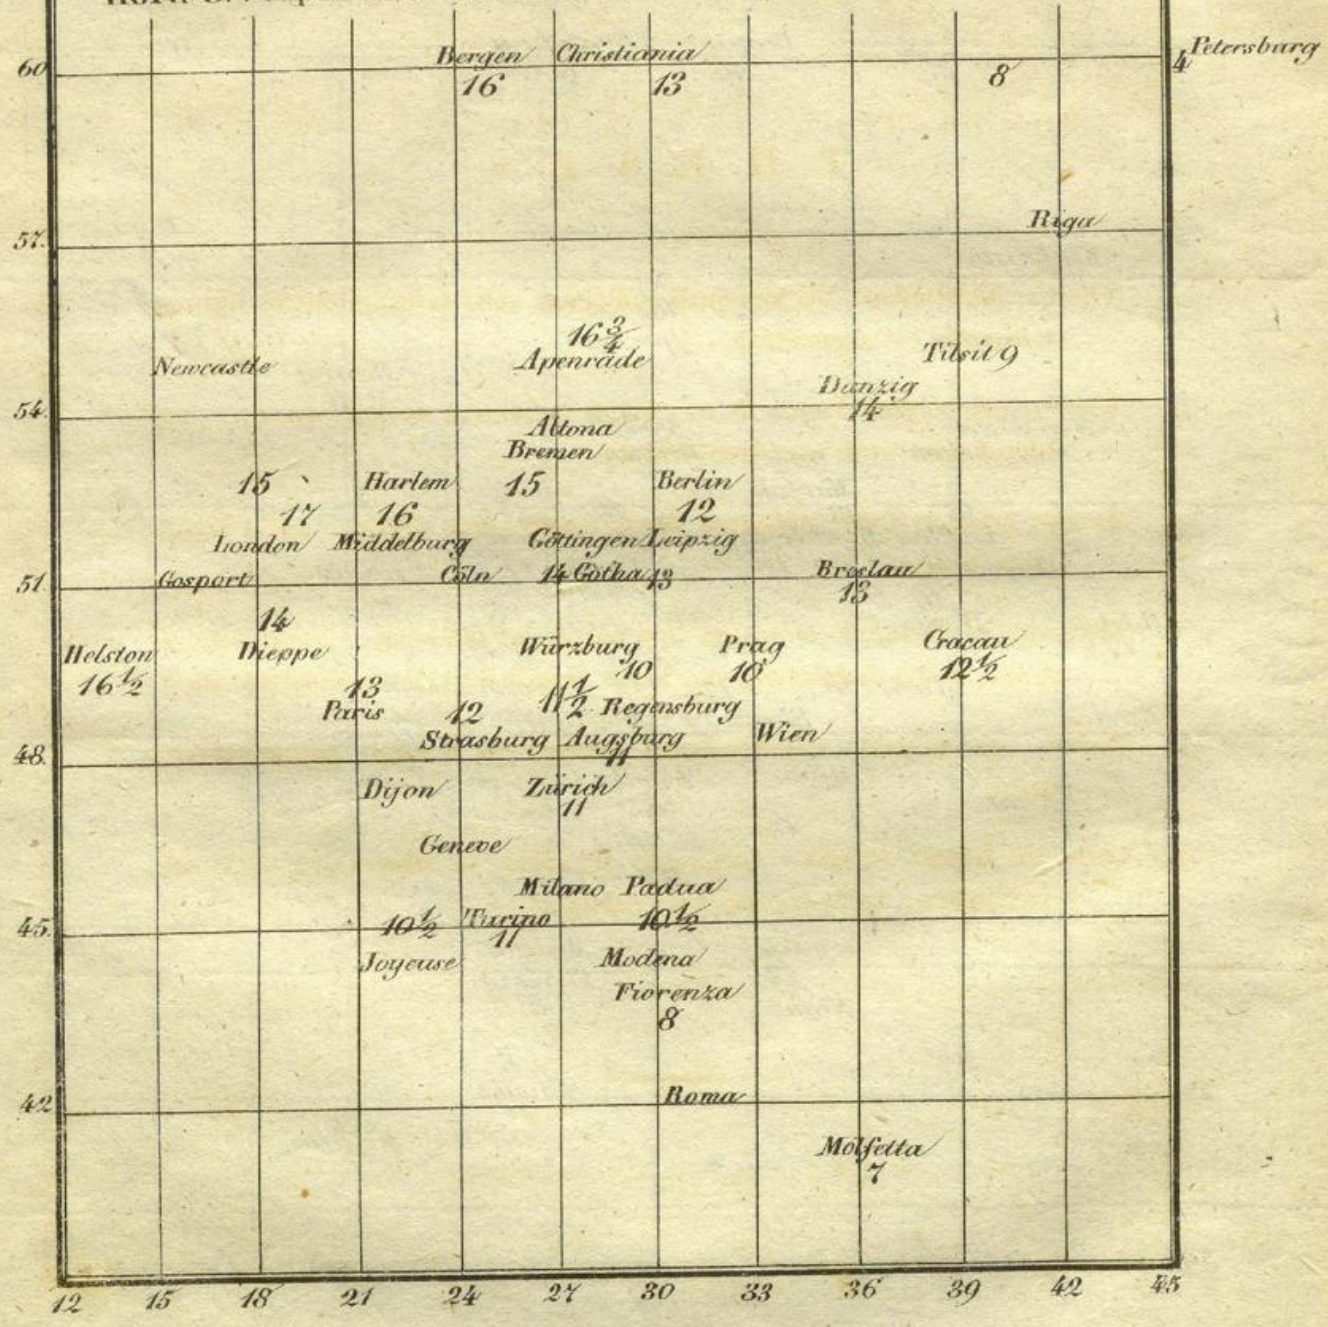 60 Bergen Christiania Petersburg
16 13 8 4
Riga
57.
16 3/4
Newcastle Apenrade Tilsit 9
Danzig
54. 14
Altona
Bremen
15 Harlem 15 Berlin
17 16 12
London Middelburg Göttingen Leipzig
51. Gosport Cöln 14 Gotha 13 Breslau
13
14
Helston Dieppe Würzburg Prag Cracau
16 1/2 10 10 12 1/2
13 11 1/2
Paris 12 Regensburg
Strasburg Augsburg Wien
48. 11
Dijon Zürich
11
Geneve
Milano Padua
45. 10 1/2 Turino 10 1/2
11
Joyeuse Modena
Fiorenza
8
42 Roma
Molfetta
7
12 15 18 21 24 27 30 33 36 39 42 45